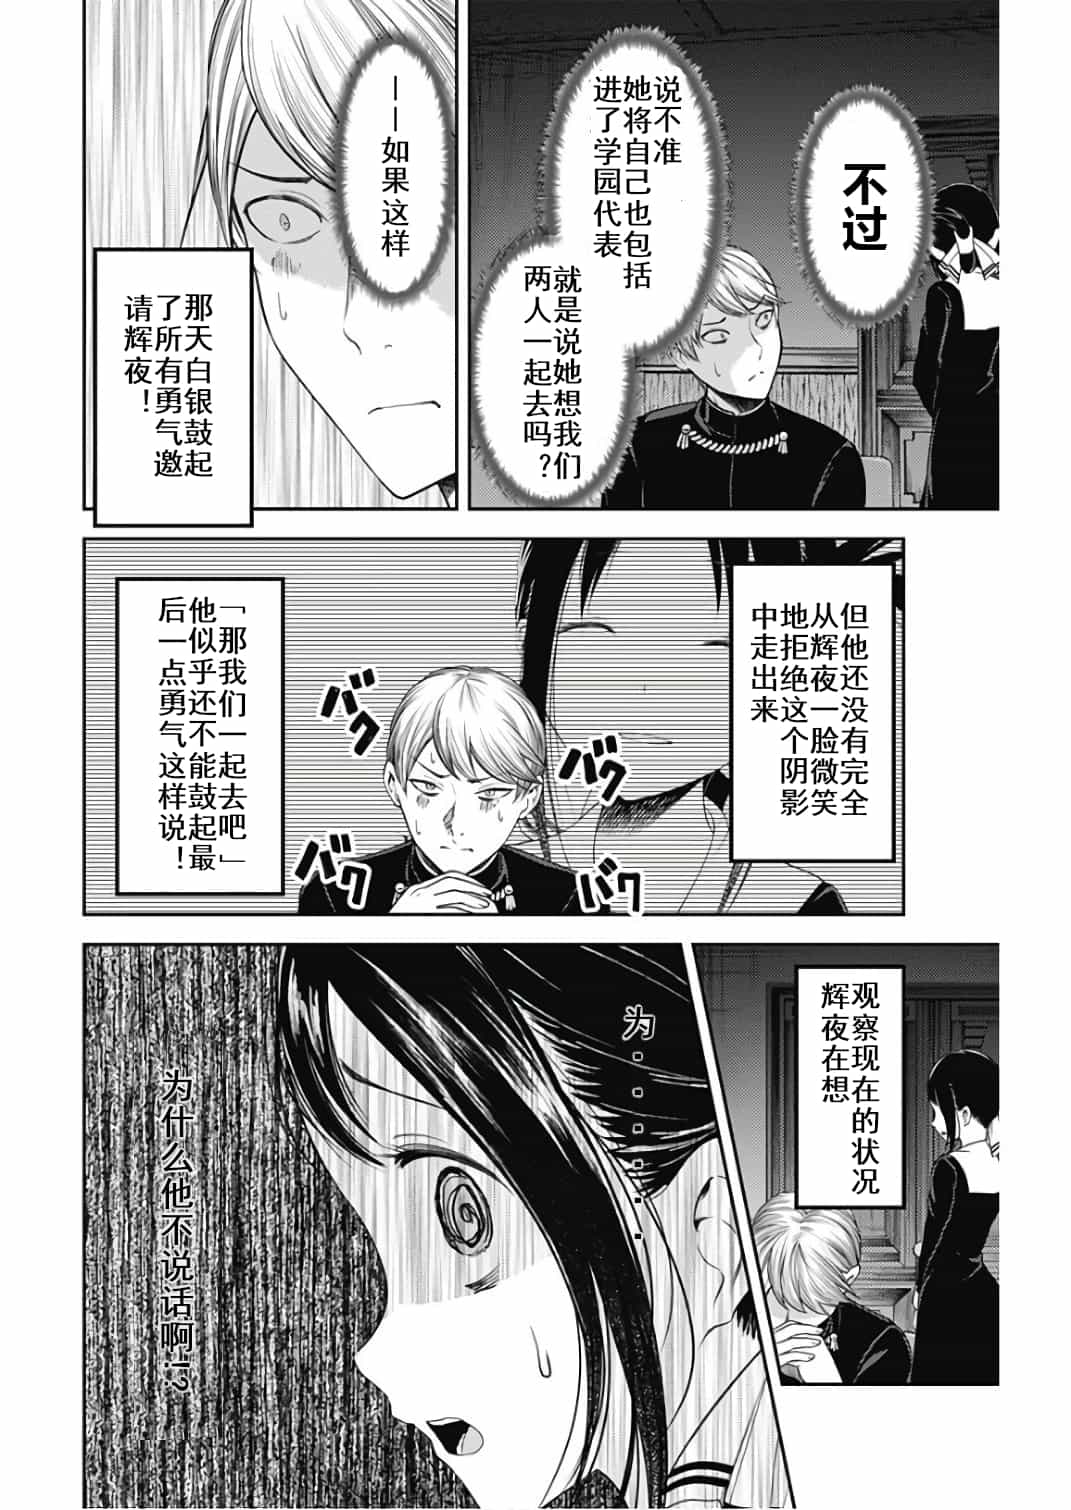 不过
说不准
她将自己也包括
进了学园代表
就是说她想我们
两人一起去吗?
——如果这样
那天白银鼓起
了所有勇气邀
请辉夜!
但他还没有完全
从辉夜一脸微笑
地拒绝这个阴影
中走出来
バク
バク
バク
バク
「那我们一起去吧」
他似乎还不能鼓起最
后一点勇气这样说!
观察现在的状况
辉夜在想
为······
为什么他不说话啊!?